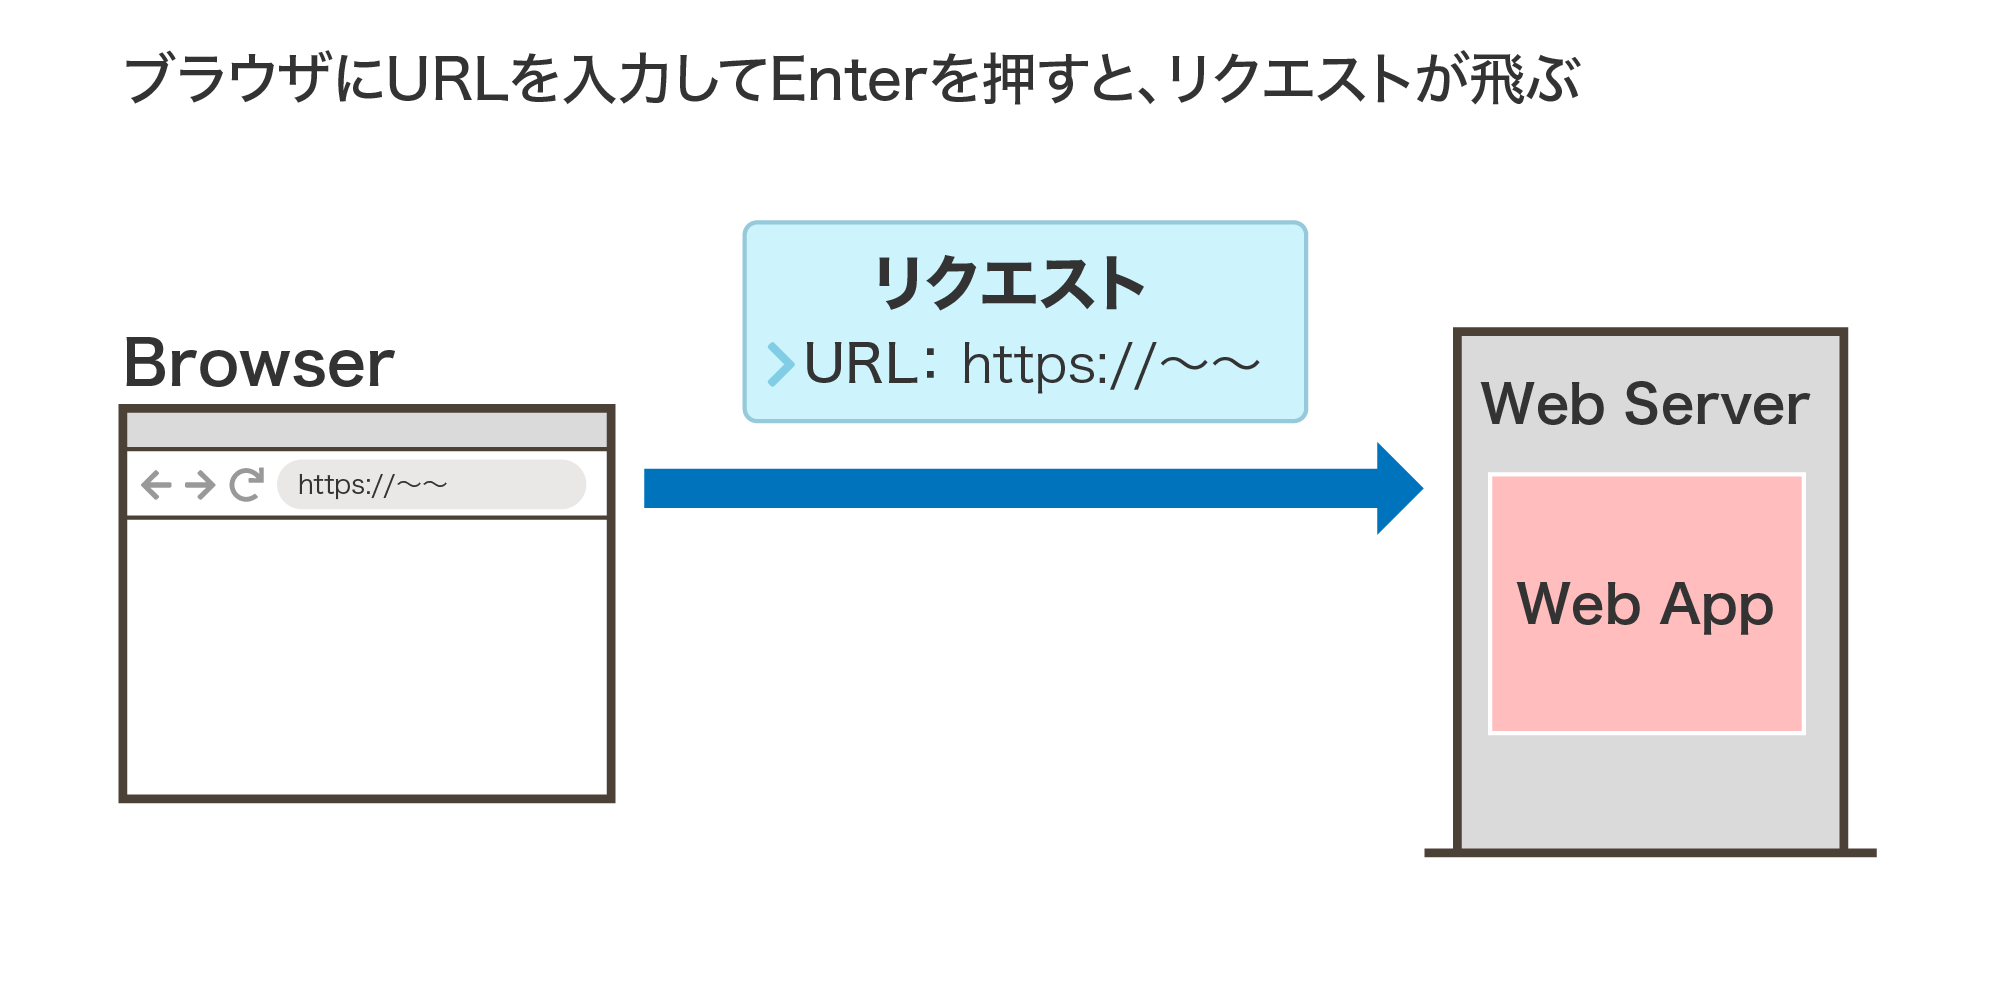 ブラウザにURLを入力してEnterを押すと、リクエストが飛ぶ
リクエスト
URL: https://〜〜
Browser
https://〜〜
Web Server
Web App